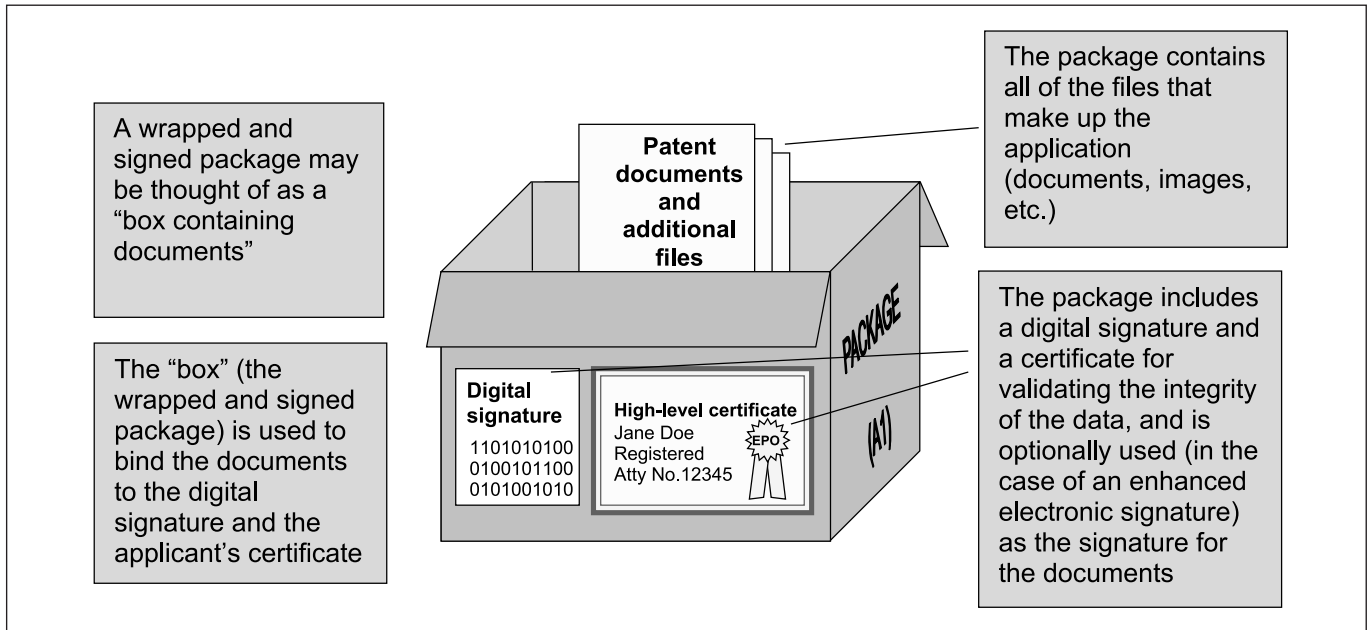 A wrapped and
signed package may
be thought of as a
“box containing
documents”
The “box” (the
wrapped and signed
package) is used to
bind the documents
to the digital
signature and the
applicant’s certificate
Patent
documents
and
additional
files
Digital
signature
1101010100
0100101100
0101001010
High-level certificate
Jane Doe
Registered
Atty No.12345
EPO
PACKAGE
(A1)
The package contains
all of the files that
make up the
application
(documents, images,
etc.)
The package includes
a digital signature and
a certificate for
validating the integrity
of the data, and is
optionally used (in the
case of an enhanced
electronic signature)
as the signature for
the documents